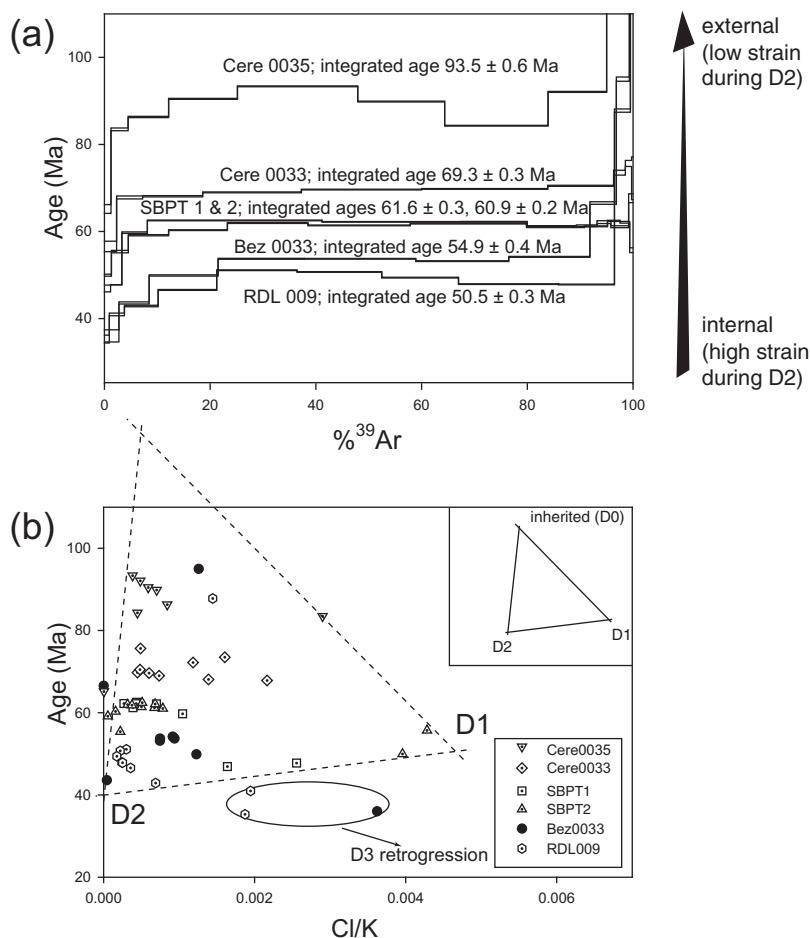 (a)
Cere 0035; integrated age 93.5 ± 0.6 Ma
Cere 0033; integrated age 69.3 ± 0.3 Ma
SBPT 1 & 2; integrated ages 61.6 ± 0.3, 60.9 ± 0.2 Ma
Bez 0033; integrated age 54.9 ± 0.4 Ma
RDL 009; integrated age 50.5 ± 0.3 Ma
Age (Ma)
100
80
60
40
0
20
40
60
80
100
%³⁹Ar
external
(low strain
during D2)
internal
(high strain
during D2)
(b)
Age (Ma)
100
80
60
40
20
0.000
0.002
0.004
0.006
Cl/K
inherited (D0)
D2
D1
D1
D2
D3 retrogression
Cere0035
Cere0033
SBPT1
SBPT2
Bez0033
RDL009